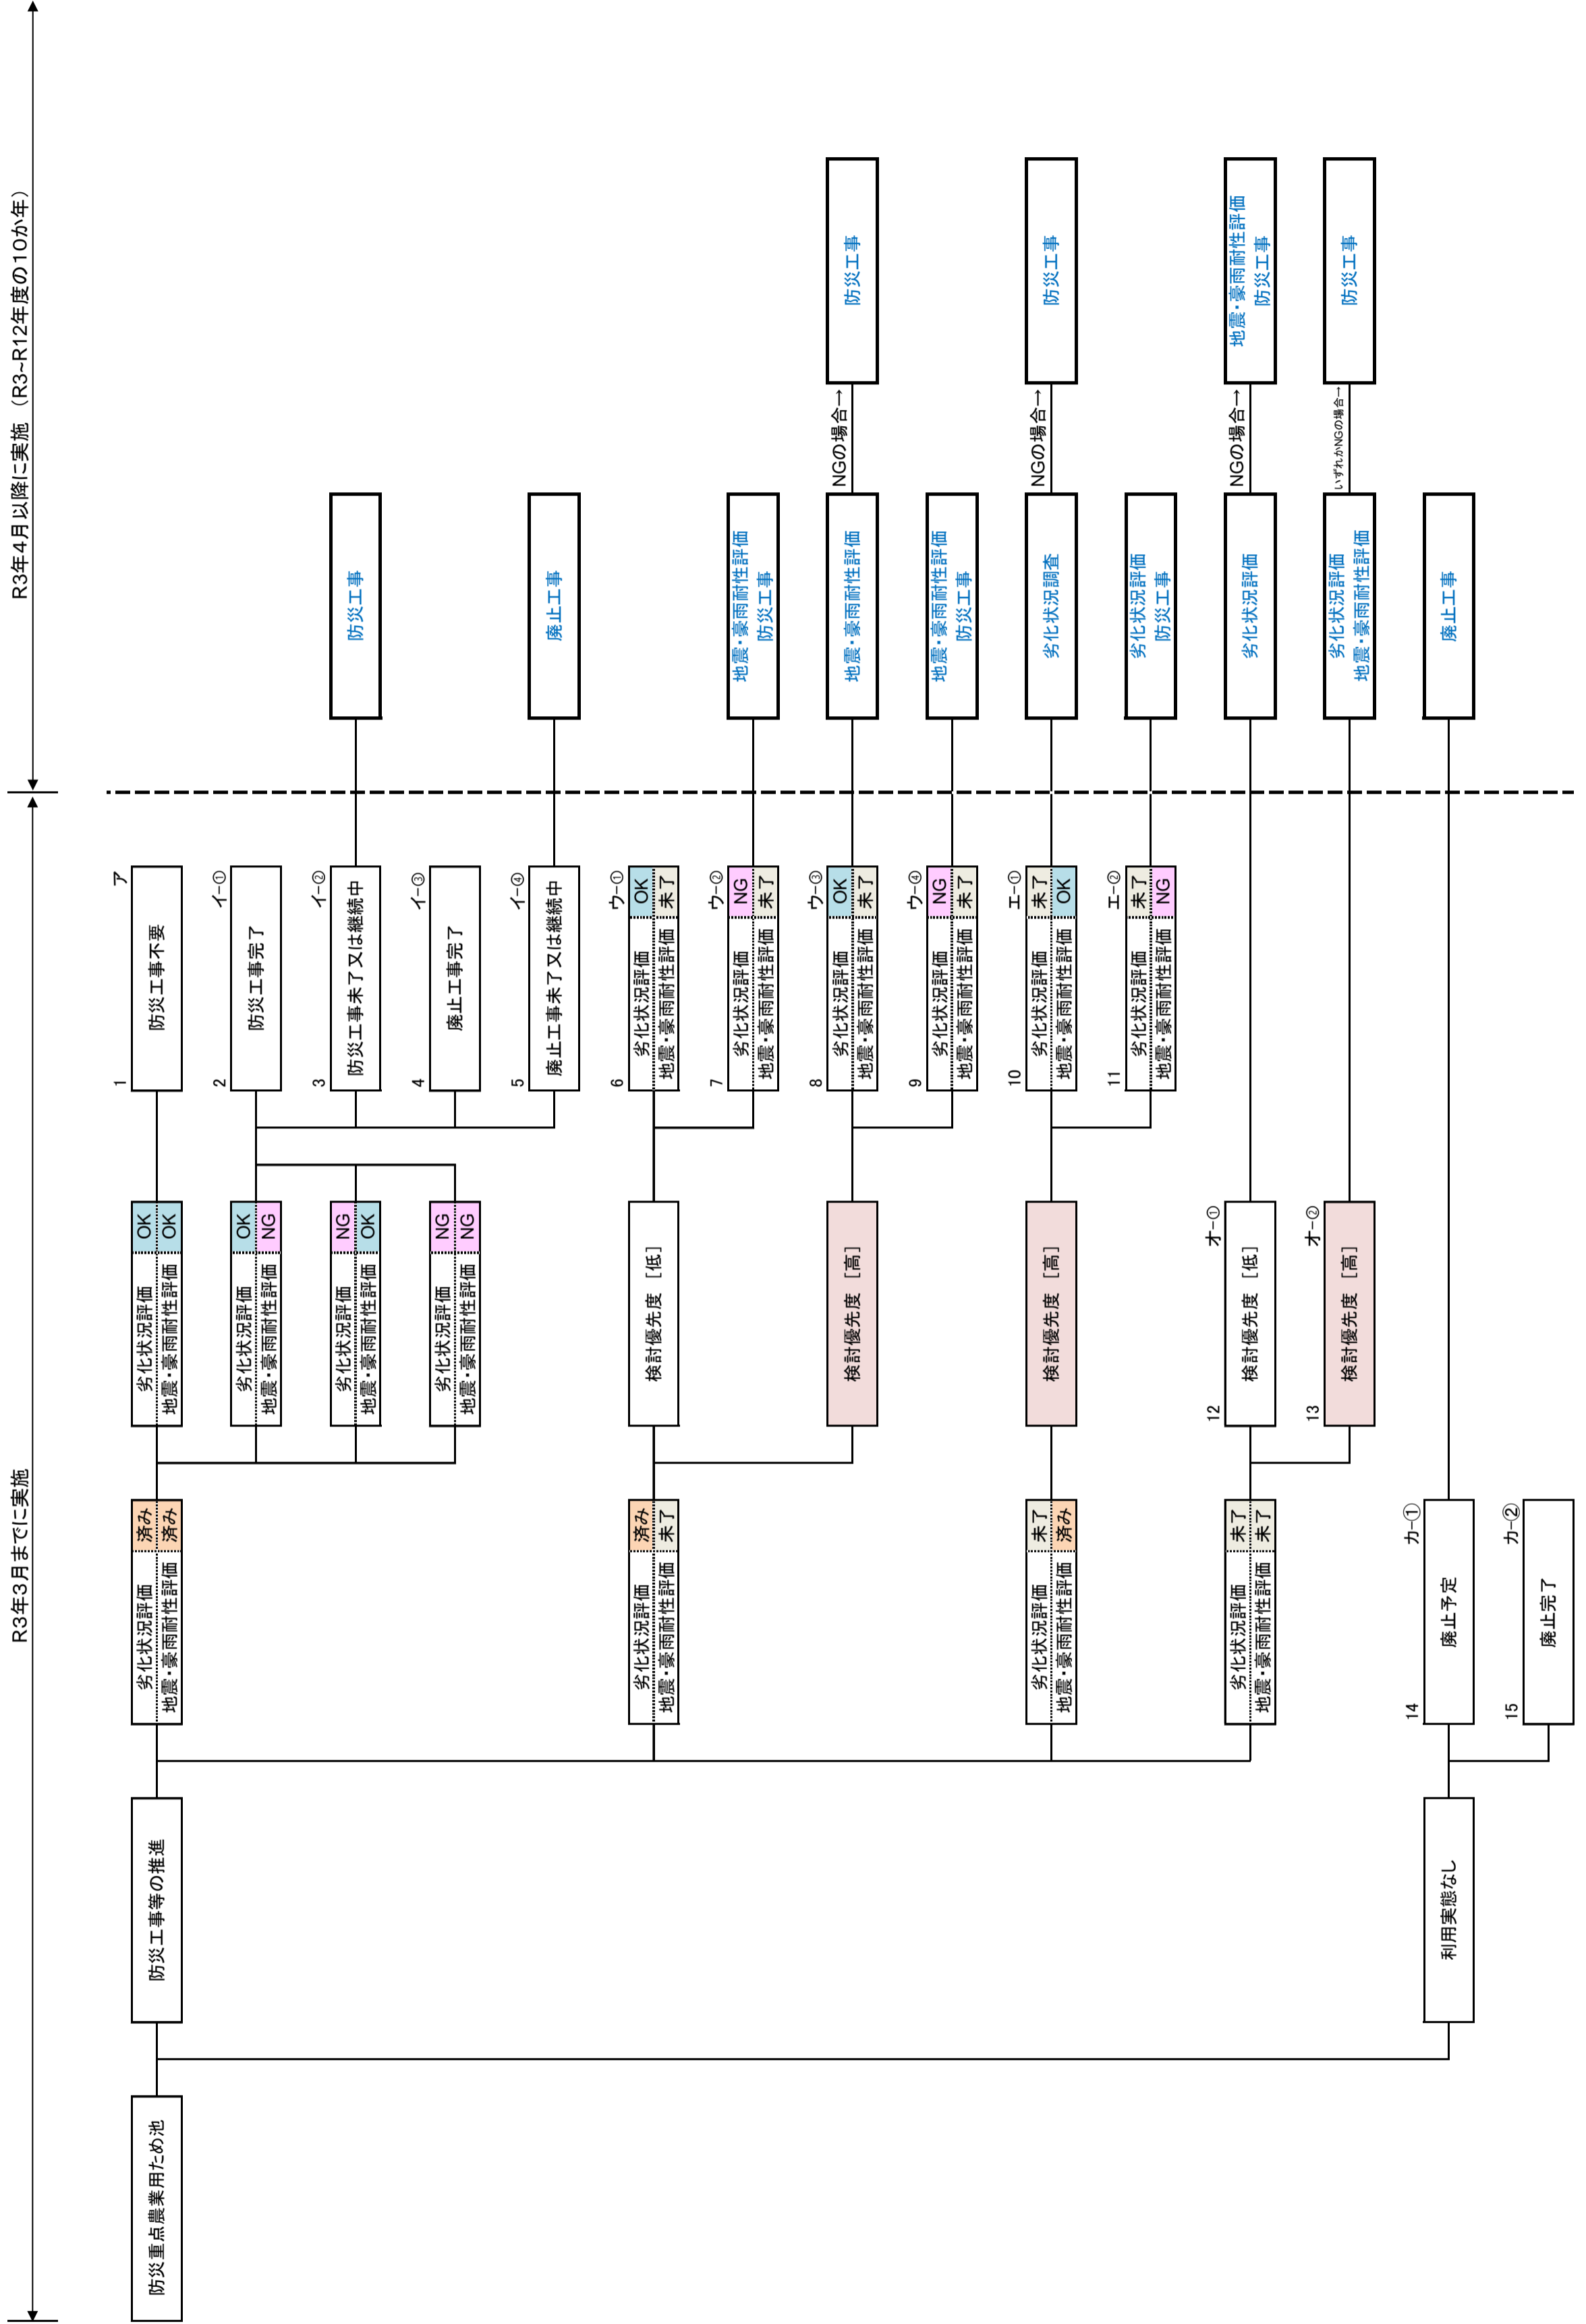 R3年3月までに実施
R3年4月以降に実施（R3~R12年度の10か年）
防災重点農業用ため池
防災工事等の推進
劣化状況評価 済み
地震・豪雨耐性評価 済み
劣化状況評価 OK
地震・豪雨耐性評価 OK
1
ア
防災工事不要
劣化状況評価 OK
地震・豪雨耐性評価 NG
2
イ-①
防災工事完了
劣化状況評価 NG
地震・豪雨耐性評価 OK
3
イ-②
防災工事未了又は継続中
防災工事
劣化状況評価 NG
地震・豪雨耐性評価 NG
4
イ-③
廃止工事完了
5
イ-④
廃止工事未了又は継続中
廃止工事
劣化状況評価 済み
地震・豪雨耐性評価 未了
検討優先度 ［低］
6
ウ-①
劣化状況評価 OK
地震・豪雨耐性評価 未了
7
ウ-②
劣化状況評価 NG
地震・豪雨耐性評価 未了
地震・豪雨耐性評価
防災工事
検討優先度 ［高］
8
ウ-③
劣化状況評価 OK
地震・豪雨耐性評価 未了
地震・豪雨耐性評価
NGの場合→
防災工事
9
ウ-④
劣化状況評価 NG
地震・豪雨耐性評価 未了
地震・豪雨耐性評価
防災工事
劣化状況評価 未了
地震・豪雨耐性評価 済み
検討優先度 ［高］
10
エ-①
劣化状況評価 未了
地震・豪雨耐性評価 OK
劣化状況調査
NGの場合→
防災工事
11
エ-②
劣化状況評価 未了
地震・豪雨耐性評価 NG
劣化状況評価
防災工事
劣化状況評価 未了
地震・豪雨耐性評価 未了
12
オ-①
検討優先度 ［低］
劣化状況評価
NGの場合→
地震・豪雨耐性評価
防災工事
13
オ-②
検討優先度 ［高］
劣化状況評価
地震・豪雨耐性評価
いずれかNGの場合→
防災工事
利用実態なし
14
カ-①
廃止予定
廃止工事
15
カ-②
廃止完了